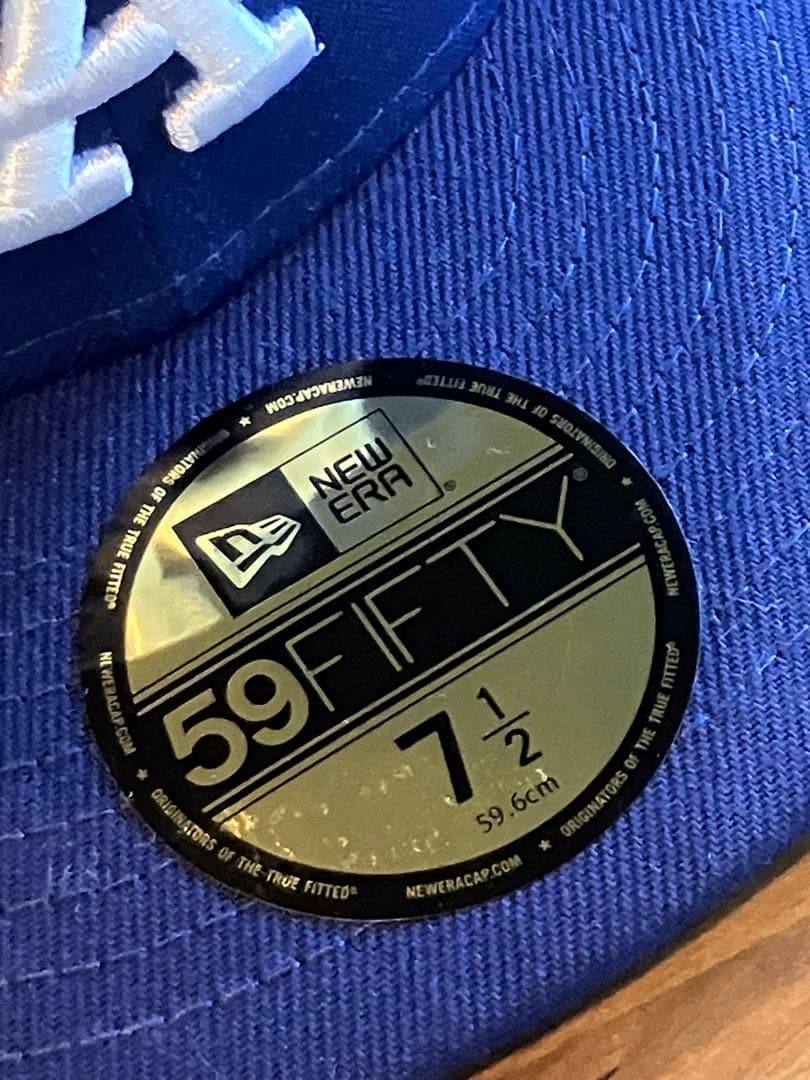 LA
NEW
ERA®
59FIFTY®
7 1/2
59.6cm
NEWERACAP.COM ★ ORIGINATORS OF THE TRUE FITTED® NEWERACAP.COM ★ ORIGINATORS OF THE TRUE FITTED® NEWERACAP.COM ★ ORIGINATORS OF THE TRUE FITTED® NEWERACAP.COM ★ ORIGINATORS OF THE TRUE FITTED®